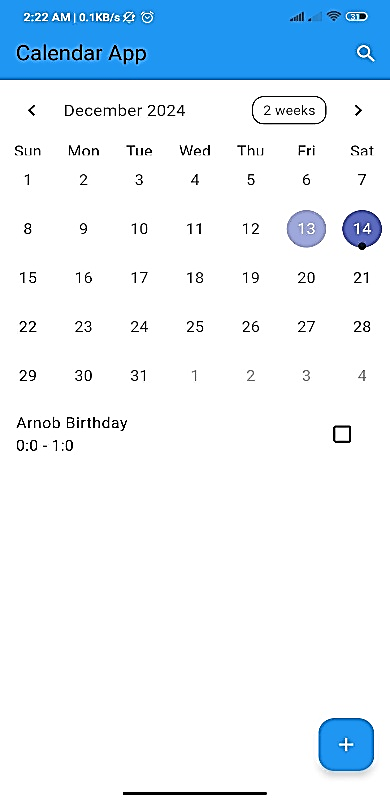 2:22 AM | 0.1KB/s 31
Calendar App
December 2024 2 weeks
Sun Mon Tue Wed Thu Fri Sat
1 2 3 4 5 6 7
8 9 10 11 12 13 14
15 16 17 18 19 20 21
22 23 24 25 26 27 28
29 30 31 1 2 3 4
Arnob Birthday
0:0 - 1:0